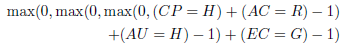 max(0, max(0, max(0, (CP = H) + (AC = R) − 1)
+(AU = H) − 1) + (EC = G) − 1)